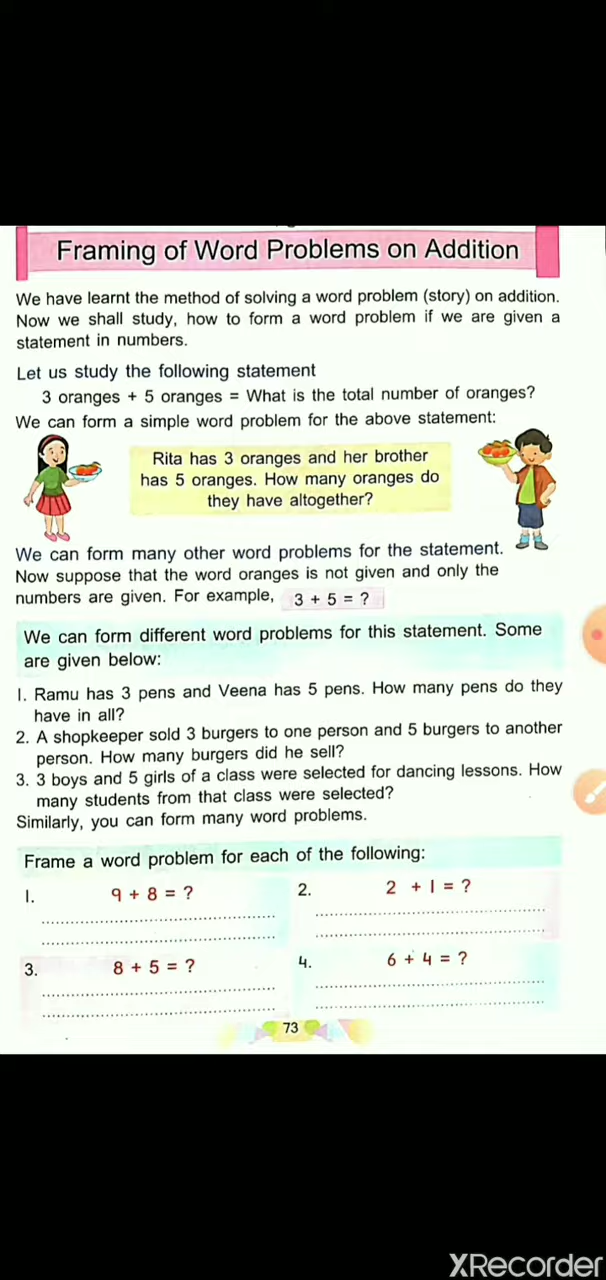 Framing of Word Problems on Addition
We have learnt the method of solving a word problem (story) on addition.
Now we shall study, how to form a word problem if we are given a
statement in numbers.
Let us study the following statement
3 oranges + 5 oranges = What is the total number of oranges?
We can form a simple word problem for the above statement:
Rita has 3 oranges and her brother
has 5 oranges. How many oranges do
they have altogether?
We can form many other word problems for the statement.
Now suppose that the word oranges is not given and only the
numbers are given. For example, 3 + 5 = ?
We can form different word problems for this statement. Some
are given below:
1. Ramu has 3 pens and Veena has 5 pens. How many pens do they
have in all?
2. A shopkeeper sold 3 burgers to one person and 5 burgers to another
person. How many burgers did he sell?
3. 3 boys and 5 girls of a class were selected for dancing lessons. How
many students from that class were selected?
Similarly, you can form many word problems.
Frame a word problem for each of the following:
1. 9 + 8 = ?
2. 2 + 1 = ?
3. 8 + 5 = ?
4. 6 + 4 = ?
73
XRecorder